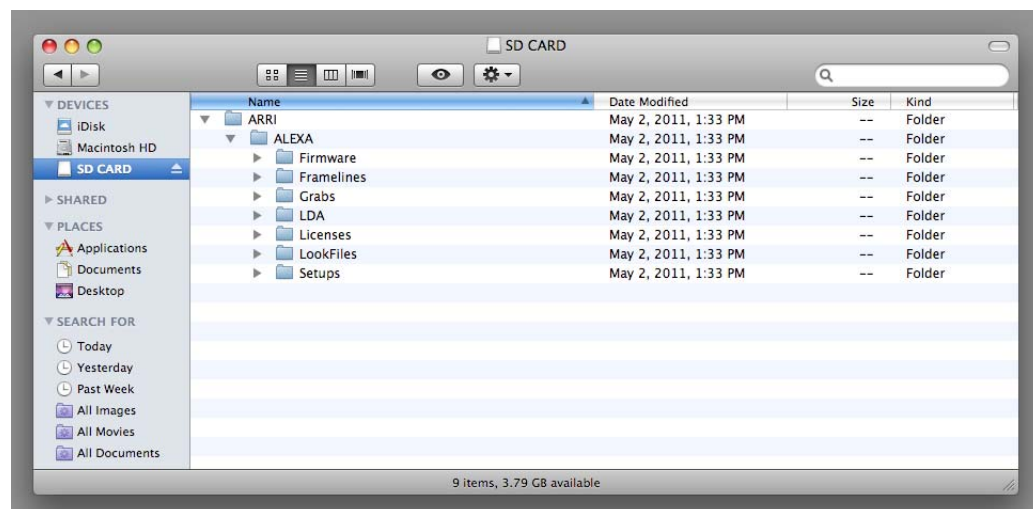 SD CARD
Name Date Modified Size Kind
DEVICES
iDisk
Macintosh HD
SD CARD
SHARED
PLACES
Applications
Documents
Desktop
SEARCH FOR
Today
Yesterday
Past Week
All Images
All Movies
All Documents
ARRI May 2, 2011, 1:33 PM -- Folder
ALEXA May 2, 2011, 1:33 PM -- Folder
Firmware May 2, 2011, 1:33 PM -- Folder
Framelines May 2, 2011, 1:33 PM -- Folder
Grabs May 2, 2011, 1:33 PM -- Folder
LDA May 2, 2011, 1:33 PM -- Folder
Licenses May 2, 2011, 1:33 PM -- Folder
LookFiles May 2, 2011, 1:33 PM -- Folder
Setups May 2, 2011, 1:33 PM -- Folder
9 items, 3.79 GB available